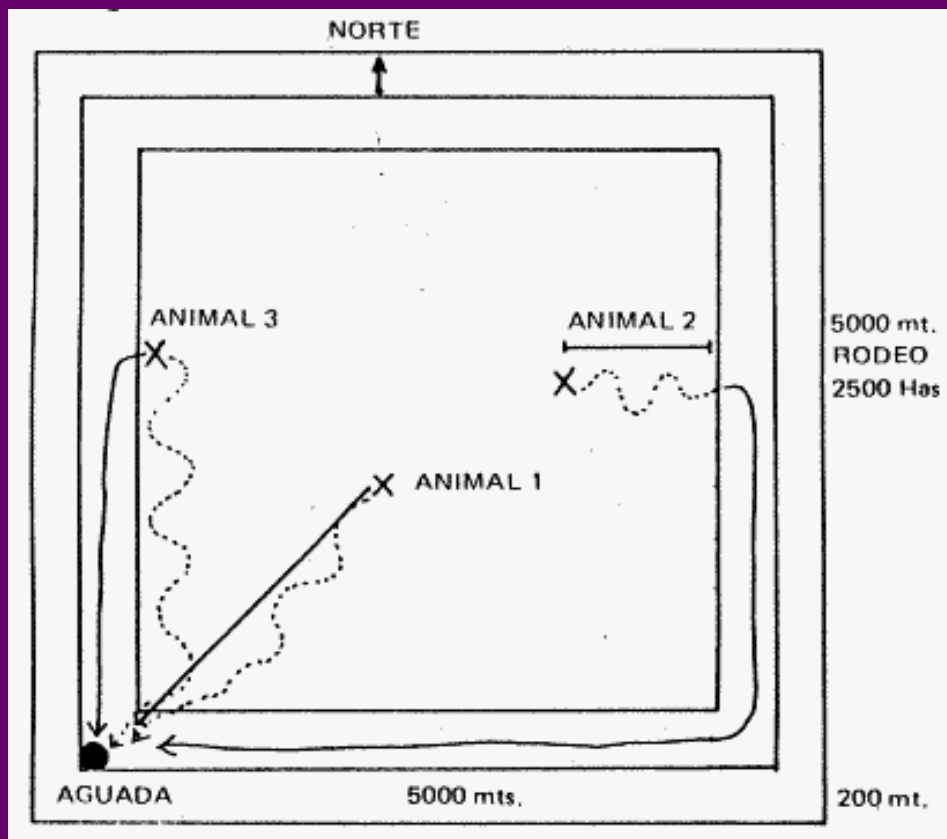 NORTE
ANIMAL 3
ANIMAL 2
5000 mt.
RODEO
2500 Has
ANIMAL 1
AGUADA
5000 mts.
200 mt.